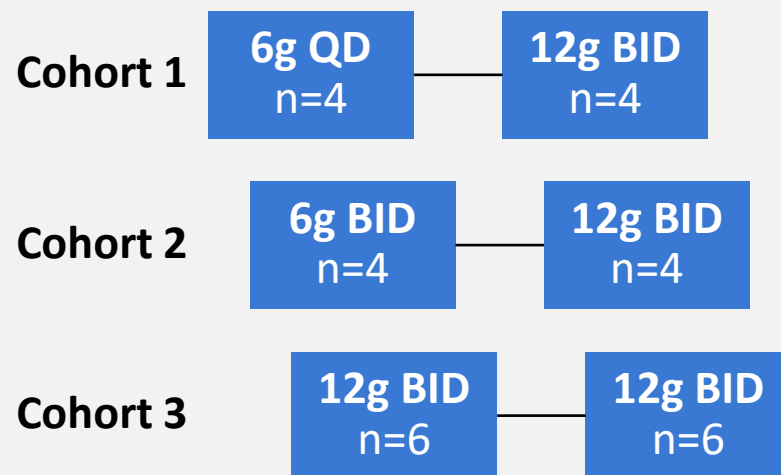 Cohort 1
6g QD
n=4
12g BID
n=4
Cohort 2
6g BID
n=4
12g BID
n=4
Cohort 3
12g BID
n=6
12g BID
n=6